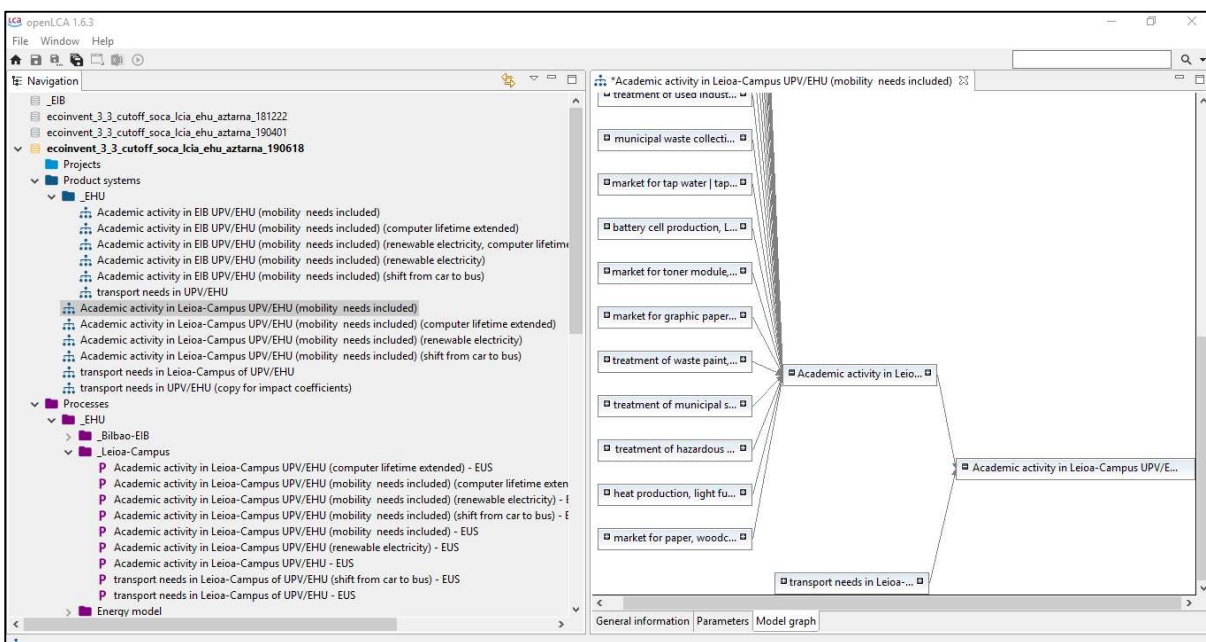 openLCA 1.6.3
File Window Help
Navigation
_EIB
ecoinvent_3_3_cutoff_soca_lcia_ehu_aztarna_181222
ecoinvent_3_3_cutoff_soca_lcia_ehu_aztarna_190401
ecoinvent_3_3_cutoff_soca_lcia_ehu_aztarna_190618
Projects
Product systems
_EHU
Academic activity in EIB UPV/EHU (mobility needs included)
Academic activity in EIB UPV/EHU (mobility needs included) (computer lifetime extended)
Academic activity in EIB UPV/EHU (mobility needs included) (renewable electricity, computer lifetime
Academic activity in EIB UPV/EHU (mobility needs included) (renewable electricity)
Academic activity in EIB UPV/EHU (mobility needs included) (shift from car to bus)
transport needs in UPV/EHU
Academic activity in Leioa-Campus UPV/EHU (mobility needs included)
Academic activity in Leioa-Campus UPV/EHU (mobility needs included) (computer lifetime extended)
Academic activity in Leioa-Campus UPV/EHU (mobility needs included) (renewable electricity)
Academic activity in Leioa-Campus UPV/EHU (mobility needs included) (shift from car to bus)
transport needs in Leioa-Campus of UPV/EHU
transport needs in UPV/EHU (copy for impact coefficients)
Processes
_EHU
_Bilbao-EIB
_Leioa-Campus
P Academic activity in Leioa-Campus UPV/EHU (computer lifetime extended) - EUS
P Academic activity in Leioa-Campus UPV/EHU (mobility needs included) (computer lifetime exten
P Academic activity in Leioa-Campus UPV/EHU (mobility needs included) (renewable electricity) - E
P Academic activity in Leioa-Campus UPV/EHU (mobility needs included) (shift from car to bus) - E
P Academic activity in Leioa-Campus UPV/EHU (mobility needs included) - EUS
P Academic activity in Leioa-Campus UPV/EHU (renewable electricity) - EUS
P Academic activity in Leioa-Campus UPV/EHU - EUS
P transport needs in Leioa-Campus of UPV/EHU (shift from car to bus) - EUS
P transport needs in Leioa-Campus of UPV/EHU - EUS
Energy model
*Academic activity in Leioa-Campus UPV/EHU (mobility needs included)
treatment of used indust...
municipal waste collecti...
market for tap water | tap...
battery cell production, L...
market for toner module,...
market for graphic paper...
treatment of waste paint,...
treatment of municipal s...
treatment of hazardous ...
heat production, light fu...
market for paper, woodc...
Academic activity in Leio...
Academic activity in Leioa-Campus UPV/E...
transport needs in Leioa-...
General information Parameters Model graph